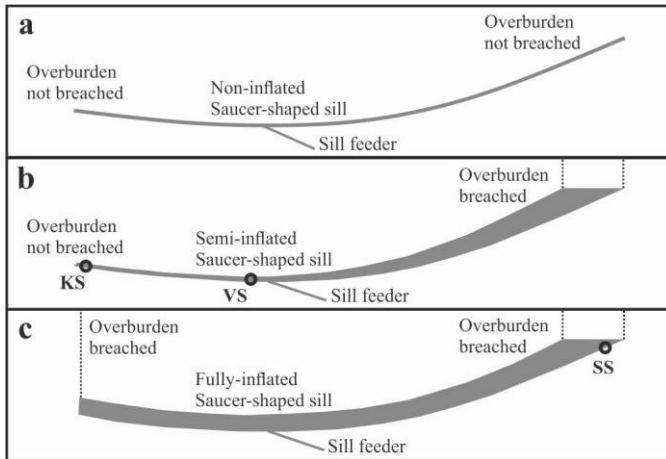 a
Overburden
not breached
Overburden
not breached
Non-inflated
Saucer-shaped sill
Sill feeder
b
Overburden
breached
Overburden
not breached
Semi-inflated
Saucer-shaped sill
KS
VS
Sill feeder
c
Overburden
breached
Overburden
breached
SS
Fully-inflated
Saucer-shaped sill
Sill feeder